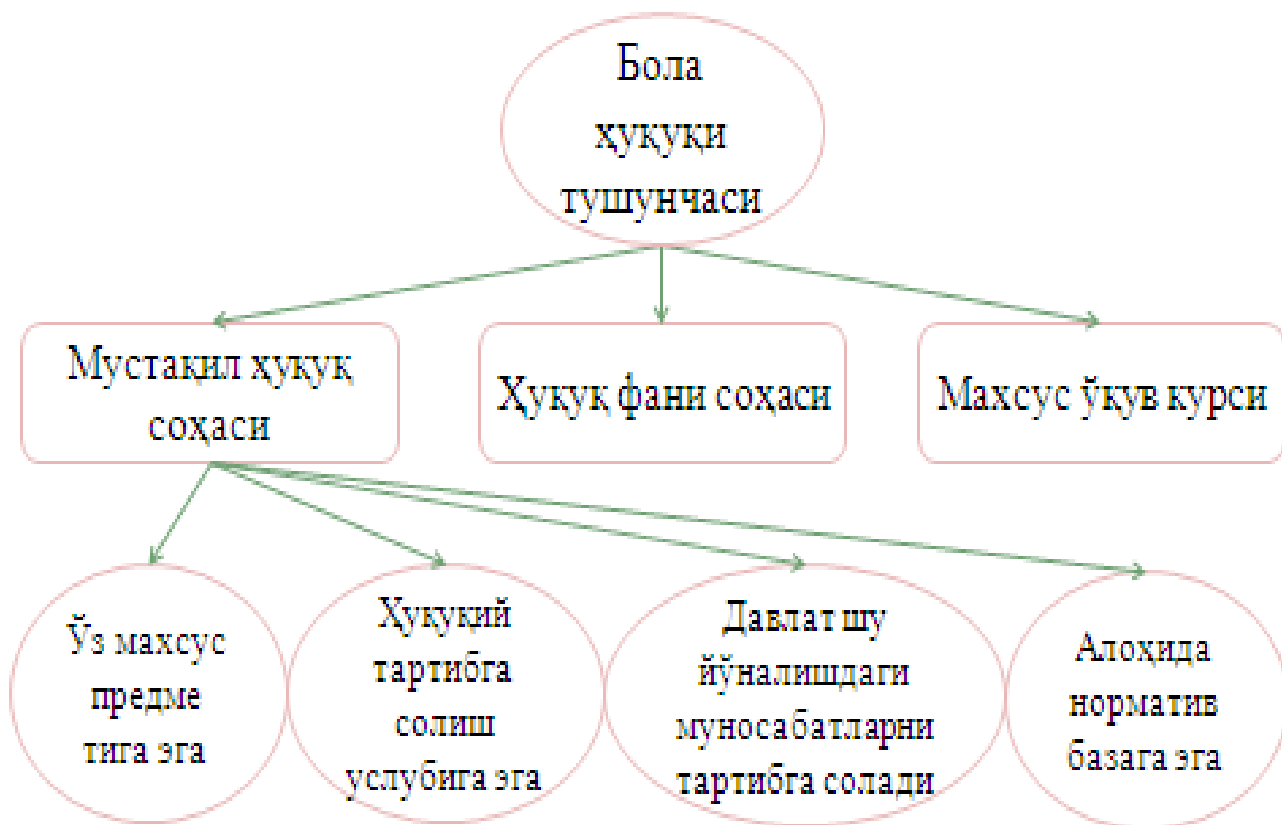 Бола
ҳуқуқи
тушунчаси
Мустақил ҳуқуқ
соҳаси
Ҳуқуқ фани соҳаси
Махсус ўқув курси
Ўз махсус
предме
тига эга
Ҳуқуқий
тартибга
солиш
услубига эга
Давлат шу
йўналишдаги
муносабатларни
тартибга солади
Алоҳида
норматив
базага эга